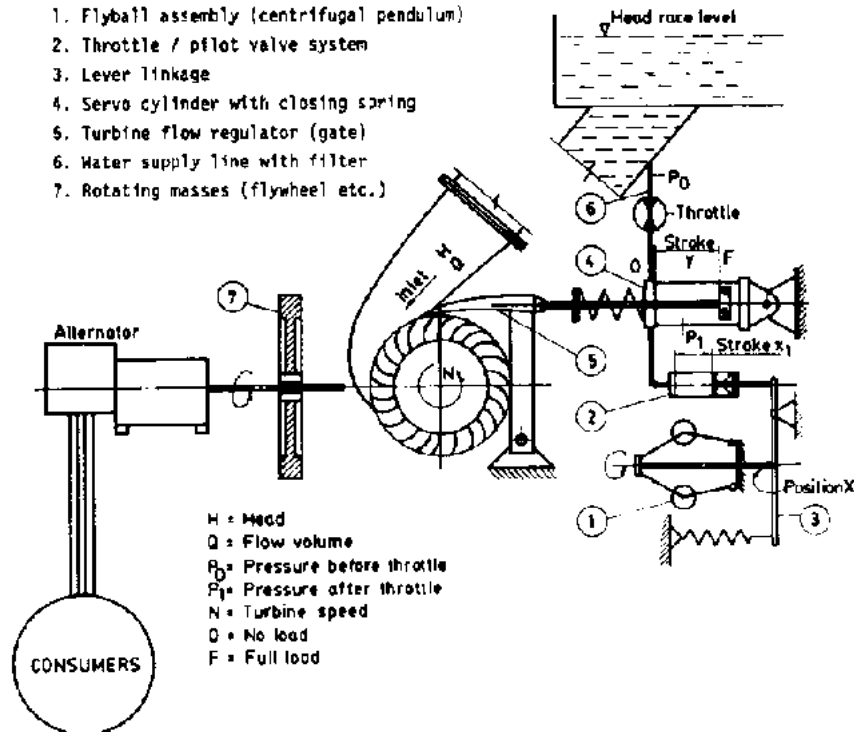 1. Flyball assembly (centrifugal pendulum)
2. Throttle / pilot valve system
3. Lever linkage
4. Servo cylinder with closing spring
5. Turbine flow regulator (gate)
6. Water supply line with filter
7. Rotating masses (flywheel etc.)
Head race level
P0
6
Throttle
Stroke
4
O
Y
F
7
Inlet
H
Q
Alternator
P1
Stroke x1
5
N
2
1
Position X
3
H = Head
Q = Flow volume
P0= Pressure before throttle
P1= Pressure after throttle
N = Turbine speed
O = No load
F = Full load
CONSUMERS